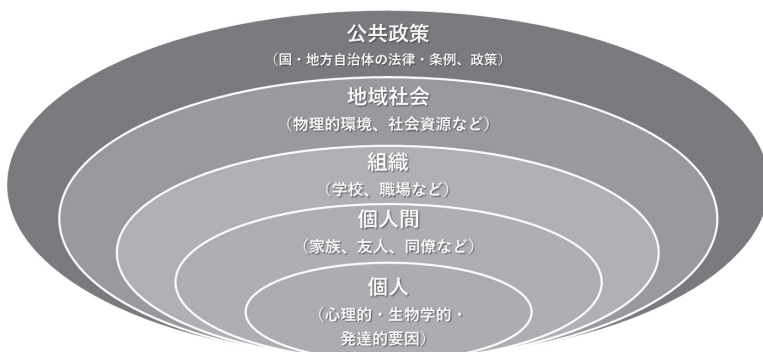 公共政策
（国・地方自治体の法律・条例、政策）
地域社会
（物理的環境、社会資源など）
組織
（学校、職場など）
個人間
（家族、友人、同僚など）
個人
（心理的・生物学的・
発達的要因）